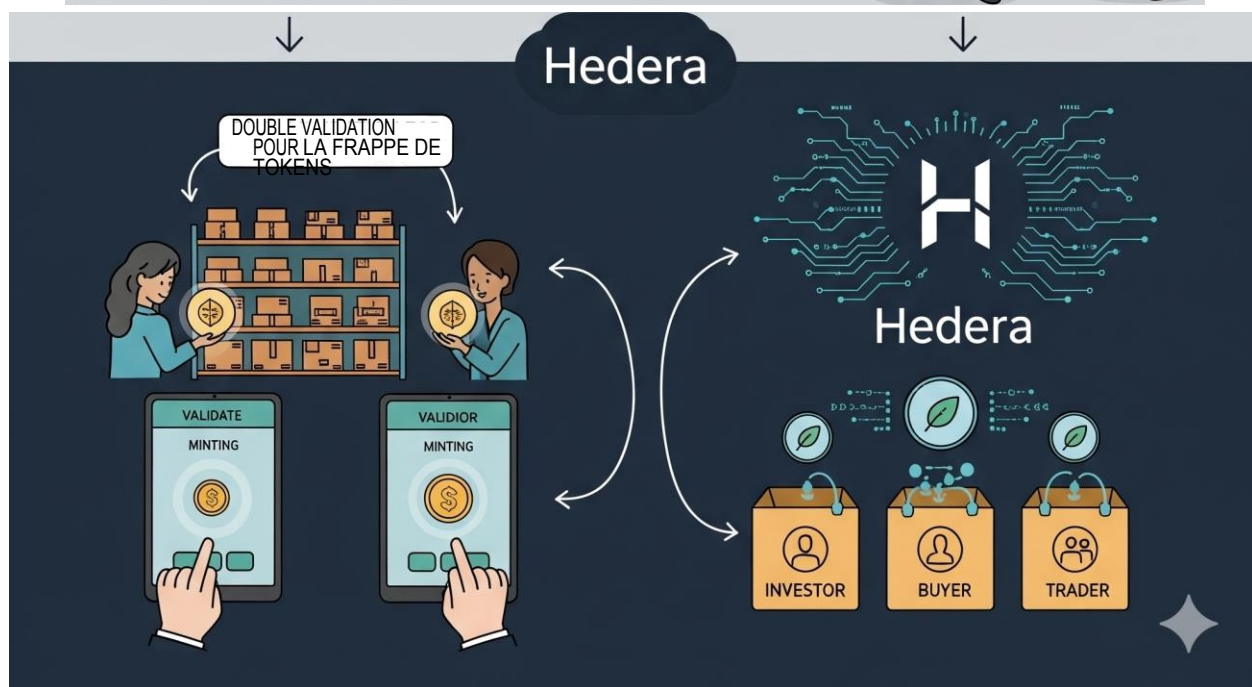 Hedera
DOUBLE VALIDATION
POUR LA FRAPPE DE
TOKENS
VALIDATE
MINTING
VALIDIOR
MINTING
Hedera
INVESTOR
BUYER
TRADER